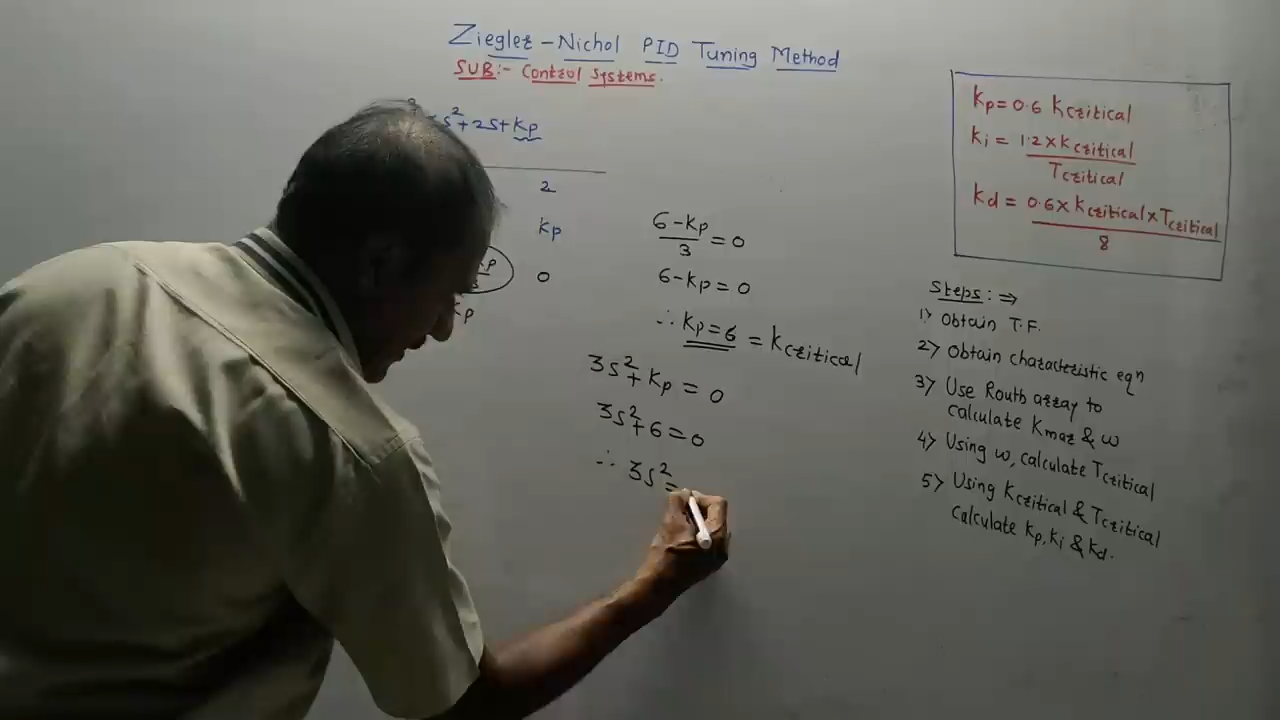 Ziegler-Nichol PID Tuning Method
SUB:- Control Systems.
s²+2s+Kp
2
Kp
0
Kp
6-Kp/3 = 0
6-Kp=0
∴ Kp=6 = Kcritical
3s²+Kp = 0
3s²+6=0
∴ 3s²=
Kp=0.6 Kcritical
Ki = 1.2×Kcritical/Tcritical
Kd = 0.6×Kcritical×Tcritical/8
Steps:⇒
1) Obtain T.F.
2) Obtain characteristic eqn
3) Use Routh array to
calculate Kmar & ω
4) Using ω, calculate Tcritical
5) Using Kcritical & Tcritical
Calculate Kp, Ki & Kd.